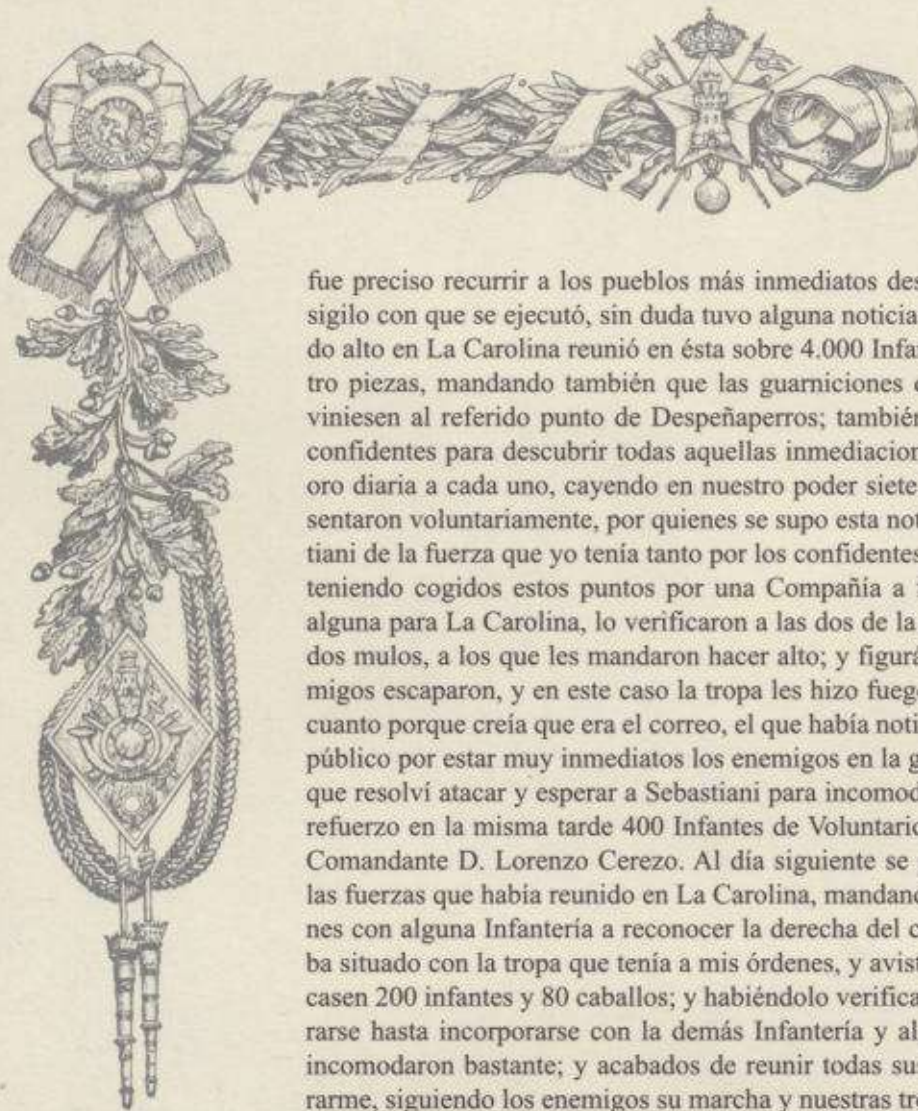 fue preciso recurrir a los pueblos más inmediatos des
sigilo con que se ejecutó, sin duda tuvo alguna noticia
do alto en La Carolina reunió en ésta sobre 4.000 Infan
tro piezas, mandando también que las guarniciones d
viniesen al referido punto de Despeñaperros; también
confidentes para descubrir todas aquellas inmediacion
oro diaria a cada uno, cayendo en nuestro poder siete
sentaron voluntariamente, por quienes se supo esta not
tiani de la fuerza que yo tenía tanto por los confidentes
teniendo cogidos estos puntos por una Compañía a
alguna para La Carolina, lo verificaron a las dos de la
dos mulos, a los que les mandaron hacer alto; y figurá
migos escaparon, y en este caso la tropa les hizo fuego
cuanto porque creía que era el correo, el que había noti
público por estar muy inmediatos los enemigos en la g
que resolví atacar y esperar a Sebastiani para incomod
refuerzo en la misma tarde 400 Infantes de Voluntario
Comandante D. Lorenzo Cerezo. Al día siguiente se
las fuerzas que había reunido en La Carolina, mandand
nes con alguna Infantería a reconocer la derecha del c
ba situado con la tropa que tenía a mis órdenes, y avist
casen 200 infantes y 80 caballos; y habiéndolo verifica
rarse hasta incorporarse con la demás Infantería y al
incomodaron bastante; y acabados de reunir todas sus
rarme, siguiendo los enemigos su marcha y nuestras tr